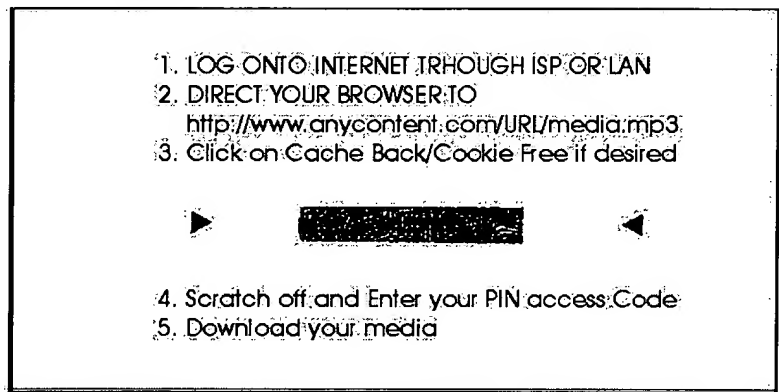 1. LOG ONTO INTERNET TRHOUGH ISP OR LAN
2. DIRECT YOUR BROWSER TO
http://www.anycontent.com/URL/media.mp3
3. Click on Cache Back/Cookie Free if desired
4. Scratch off and Enter your PIN access Code
5. Download your media